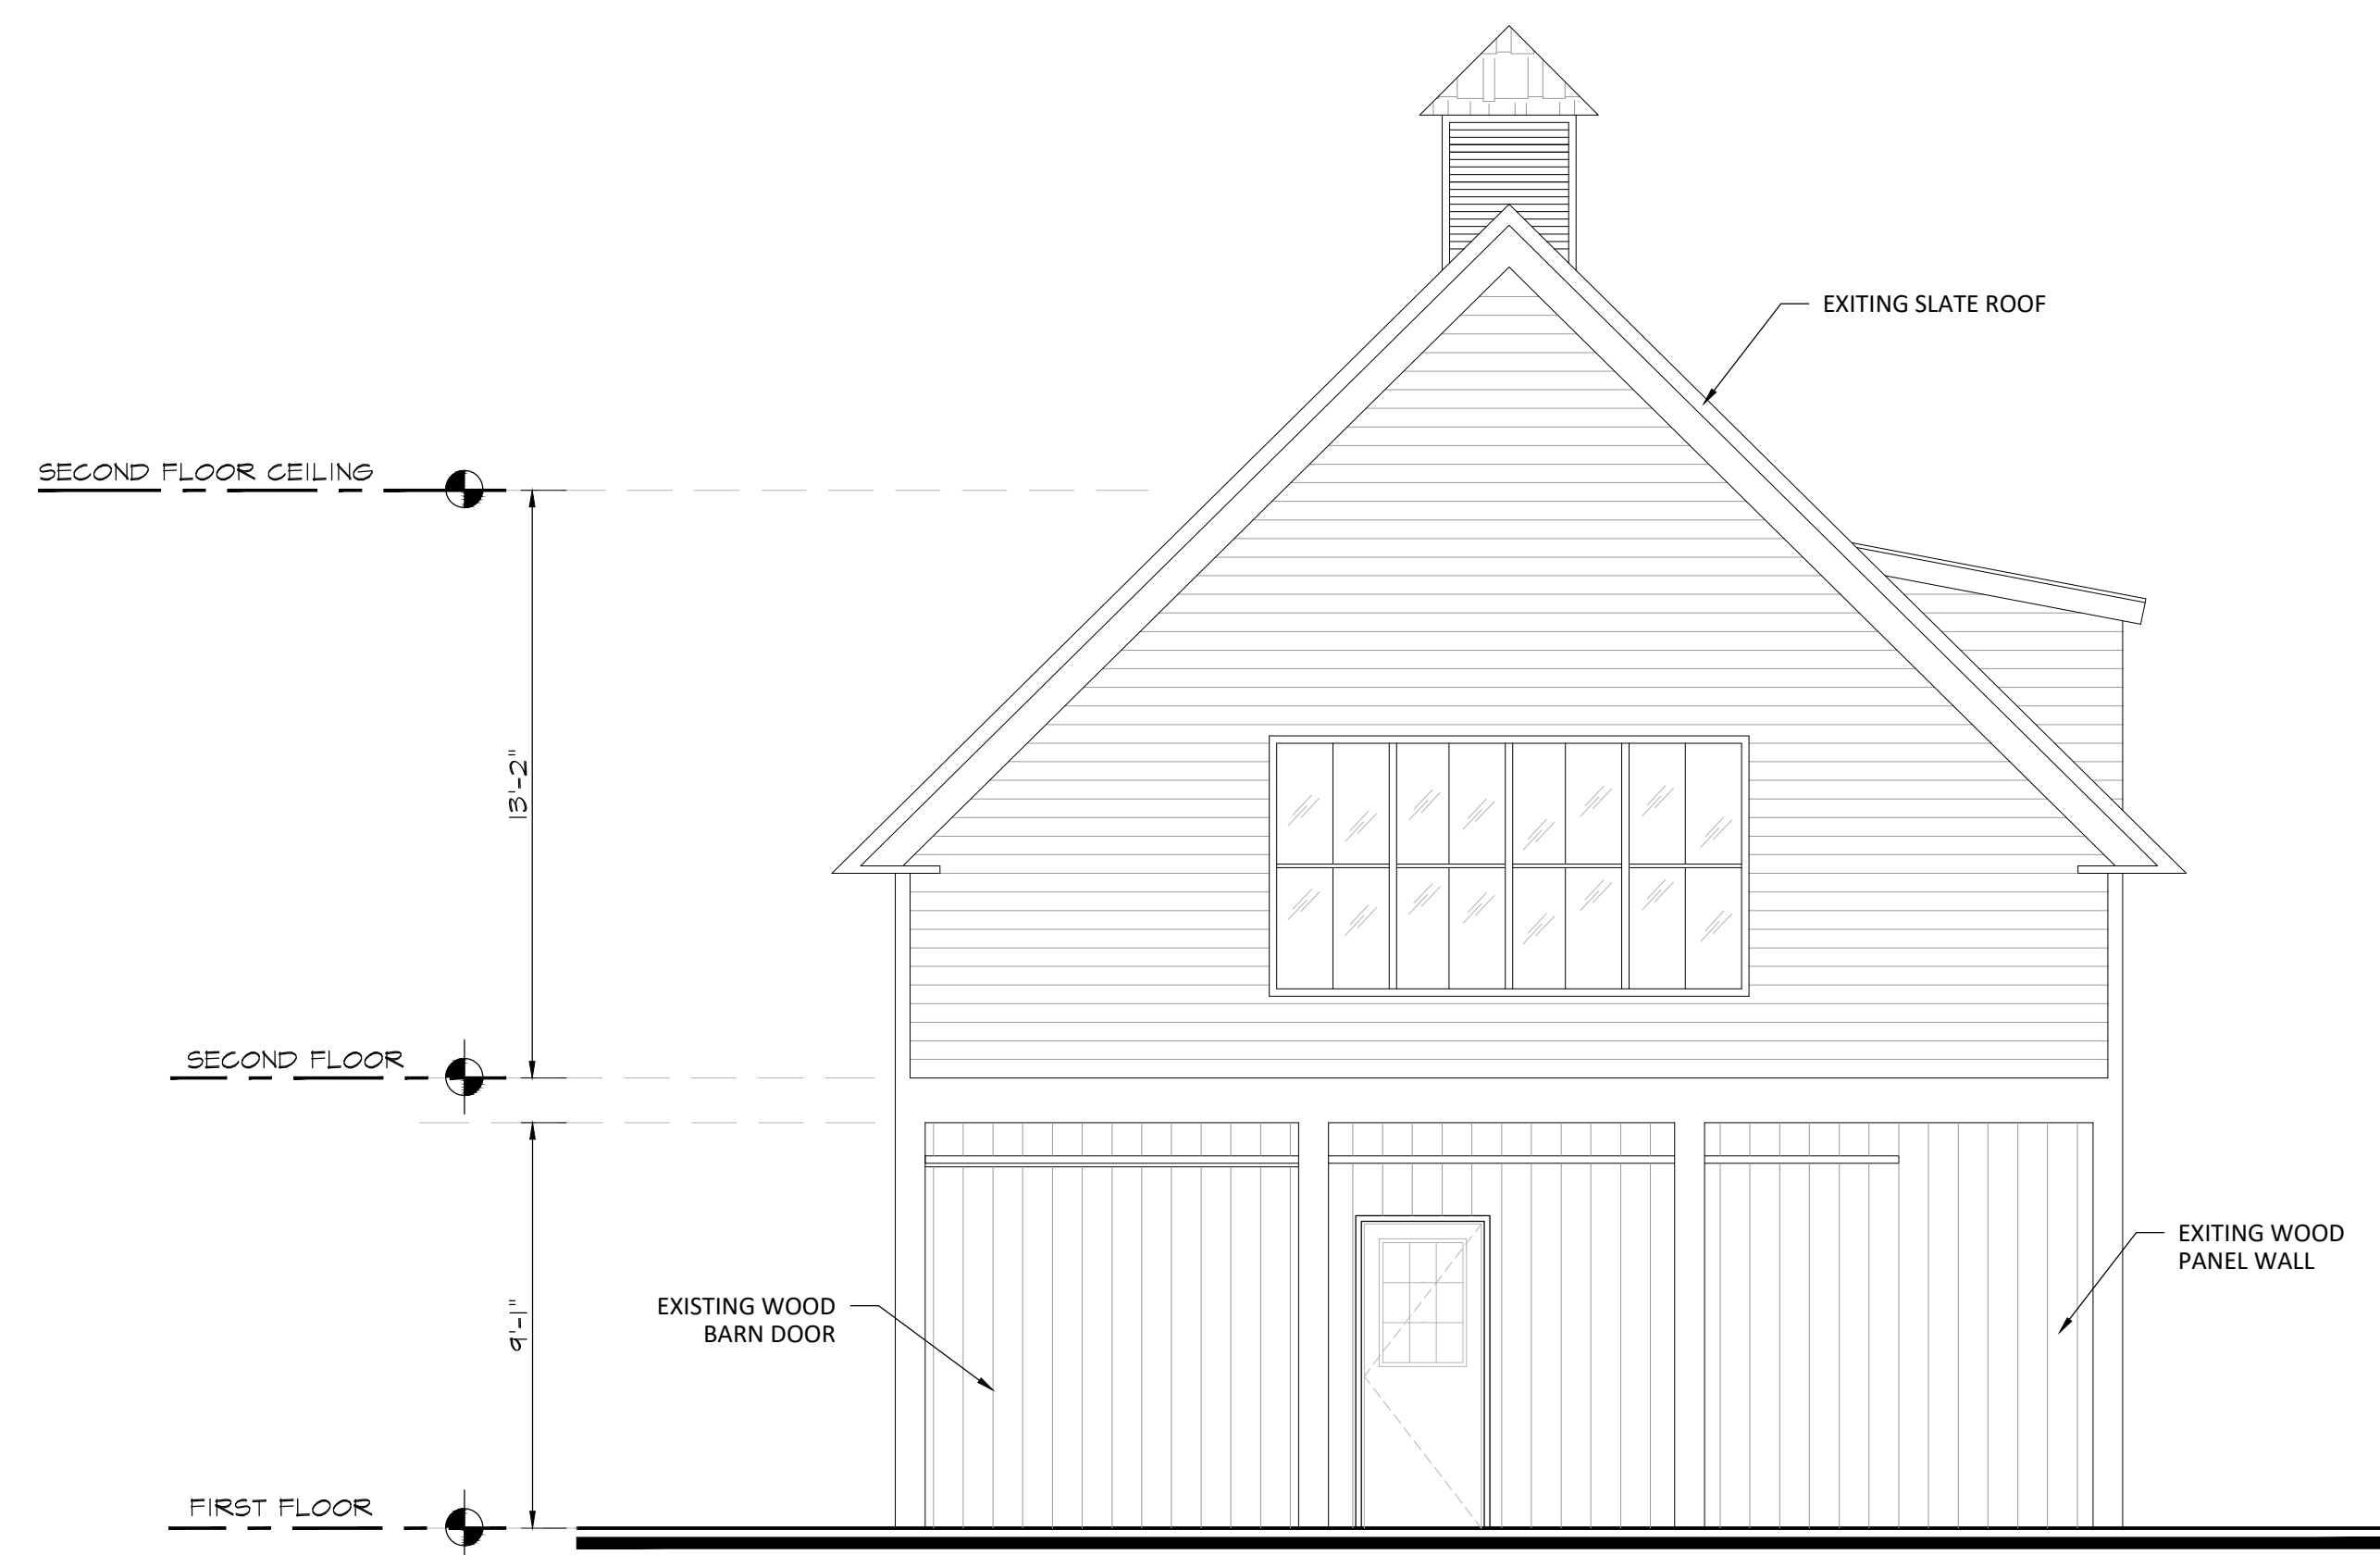 EXITING SLATE ROOF
SECOND FLOOR CEILING
13'-2"
SECOND FLOOR
EXITING WOOD
PANEL WALL
EXISTING WOOD
BARN DOOR
9'-1"
FIRST FLOOR